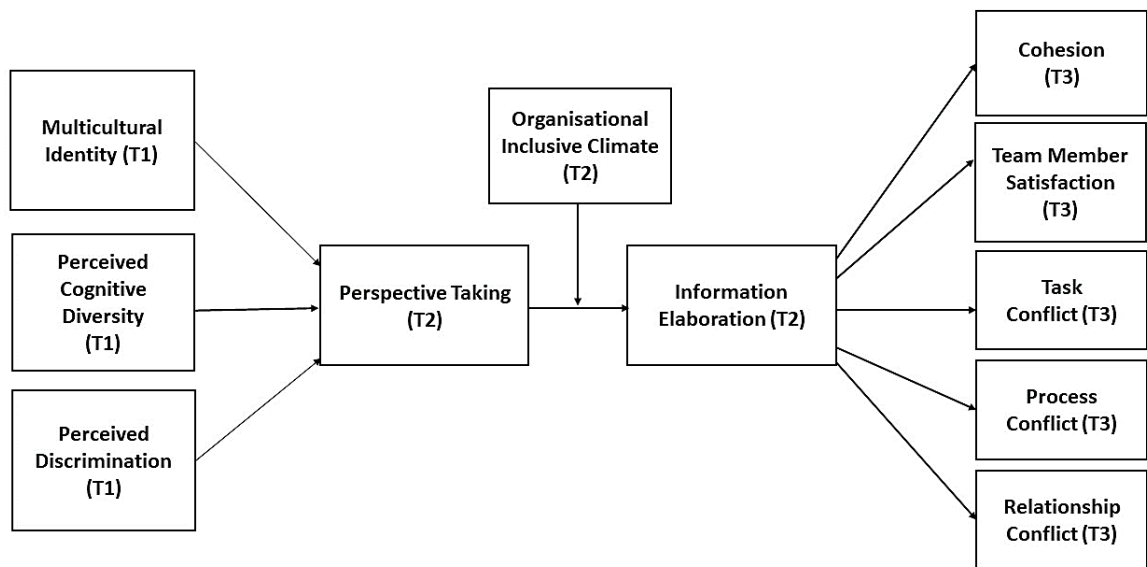 Multicultural
Identity (T1)
Perceived
Cognitive
Diversity
(T1)
Perceived
Discrimination
(T1)
Perspective Taking
(T2)
Organisational
Inclusive Climate
(T2)
Information
Elaboration (T2)
Cohesion
(T3)
Team Member
Satisfaction
(T3)
Task
Conflict (T3)
Process
Conflict (T3)
Relationship
Conflict (T3)